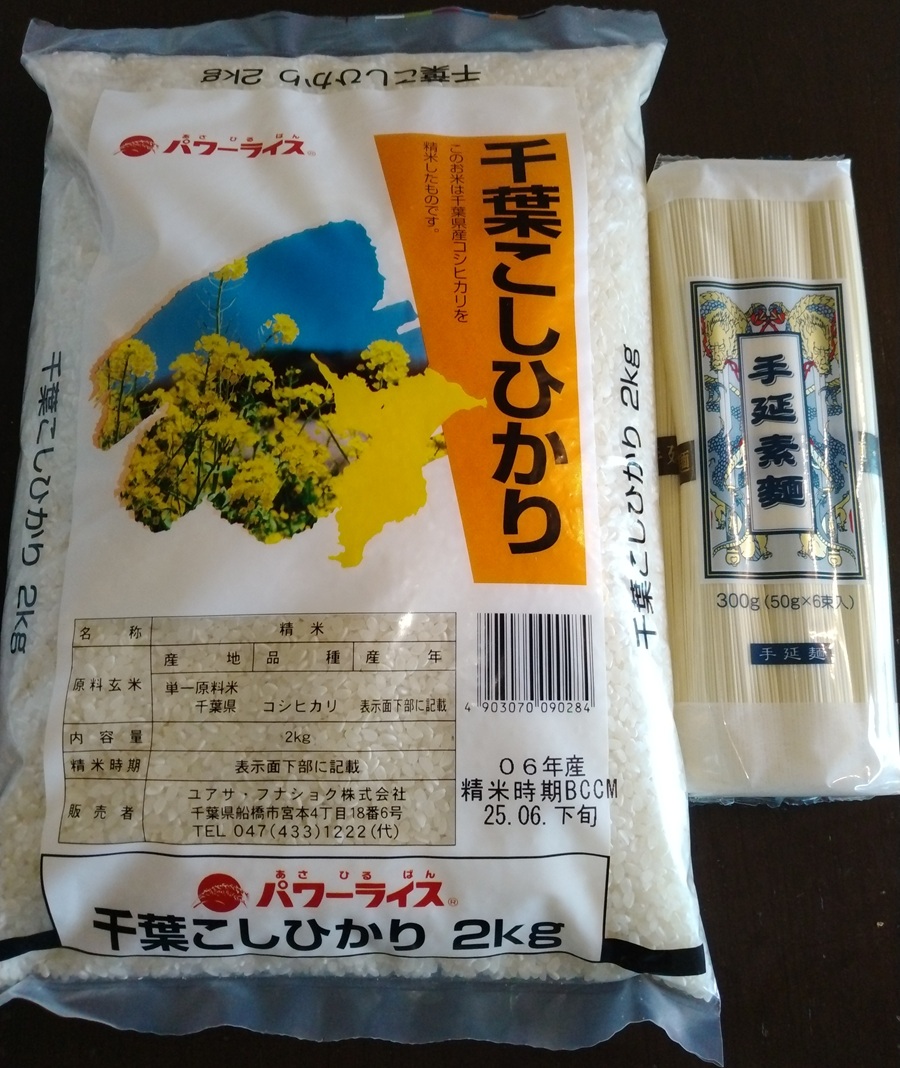 千葉こしひかり 2kg
あさ ひる ばん
パワーライス®
千葉こしひかり
このお米は千葉県産コシヒカリを
精米したものです。
千葉こしひかり 2kg
千葉こしひかり 2kg
名称 精米
原料玄米 産地 品種 産年
単一原料米
千葉県 コシヒカリ 表示面下部に記載
内容量 2kg
精米時期 表示面下部に記載
販売者 ユアサ・フナショク株式会社
千葉県船橋市宮本4丁目18番6号
TEL 047(433)1222(代)
4 903070 090284
06年産
精米時期BCCM
25.06.下旬
あさ ひる ばん
パワーライス®
千葉こしひかり 2kg
手延素麺
300g(50g×6束入)
手延麺